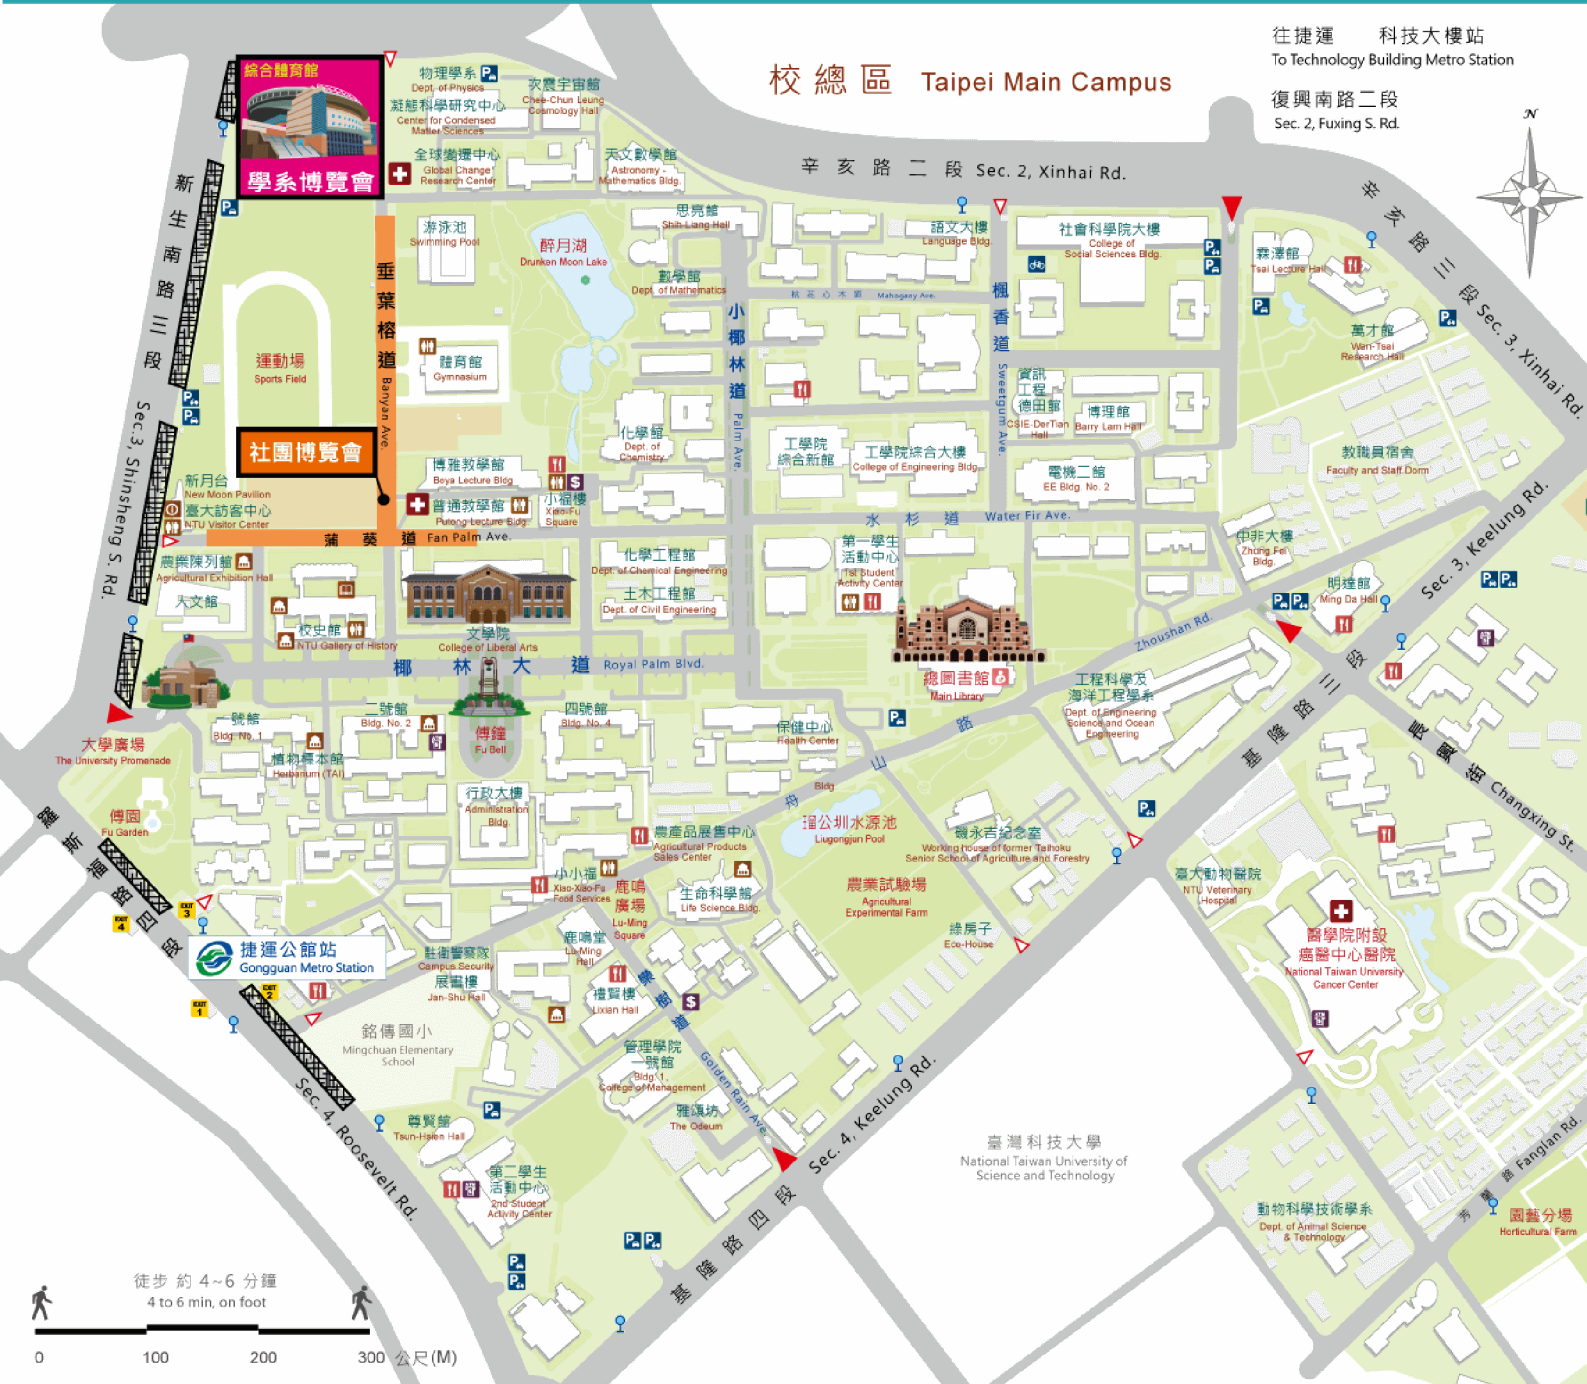 往捷運 科技大樓站
To Technology Building Metro Station
復興南路二段
Sec. 2, Fuxing S. Rd.
校總區 Taipei Main Campus
N
綜合體育館
學系博覽會
物理學系
Dept. of Physics
凝態科學研究中心
Center for Condensed
Matter Sciences
次震宇宙館
Chee-Chun Leung
Cosmology Hall
全球變遷中心
Global Change
Research Center
天文數學館
Astronomy -
Mathematics Bldg.
辛亥路二段 Sec. 2, Xinhai Rd.
辛亥路三段 Sec. 3, Xinhai Rd.
新生南路三段 Sec.3, Shinsheng S. Rd.
游泳池
Swimming Pool
醉月湖
Drunken Moon Lake
思亮館
Shih-Liang Hall
數學館
Dept. of Mathematics
語文大樓
Language Bldg.
社會科學院大樓
College of
Social Sciences Bldg.
霖澤館
Tsai Lecture Hall
萬才館
Wan-Tsai
Research Hall
垂葉榕道 Banyan Ave.
小椰林道 Palm Ave.
桃花心木道 Mahogany Ave.
楓香道 Sweetgum Ave.
運動場
Sports Field
體育館
Gymnasium
社團博覽會
資訊
工程
德田館
CSIE-DerTian
Hall
博理館
Barry Lam Hall
化學館
Dept. of
Chemistry
工學院
綜合新館
工學院綜合大樓
College of Engineering Bldg.
電機二館
EE Bldg. No. 2
教職員宿舍
Faculty and Staff Dorm
博雅教學館
Boya Lecture Bldg
普通教學館
Putong Lecture Bldg.
小福樓
Xiao-Fu
Square
新月台
New Moon Pavilion
臺大訪客中心
NTU Visitor Center
蒲葵道 Fan Palm Ave.
水杉道 Water Fir Ave.
農業陳列館
Agricultural Exhibition Hall
人文館
校史館
NTU Gallery of History
文學院
College of Liberal Arts
化學工程館
Dept. of Chemical Engineering
土木工程館
Dept. of Civil Engineering
第一學生
活動中心
1st Student
Activity Center
中非大樓
Zhong Fei
Bldg.
明達館
Ming Da Hall
Sec. 3, Keelung Rd.
基隆路三段
Zhoushan Rd.
舟山路
椰林大道 Royal Palm Blvd.
總圖書館
Main Library
工程科學及
海洋工程學系
Dept. of Engineering
Science and Ocean
Engineering
長興街 Changxing St.
大學廣場
The University Promenade
一號館
Bldg. No. 1
二號館
Bldg. No. 2
傅鐘
Fu Bell
四號館
Bldg. No. 4
保健中心
Health Center
植物標本館
Herbarium (TAI)
行政大樓
Administration
Bldg.
Bldg.
傅園
Fu Garden
羅斯福路四段
Sec. 4, Roosevelt Rd.
農產品展售中心
Agricultural Products
Sales Center
瑠公圳水源池
Liugongjun Pool
磯永吉紀念室
Working House of former Taihoku
Senior School of Agriculture and Forestry
小小福
Xiao-Xiao-Fu
Food Services
鹿鳴
廣場
Lu-Ming
Square
生命科學館
Life Science Bldg.
農業試驗場
Agricultural
Experimental Farm
臺大動物醫院
NTU Veterinary
Hospital
醫學院附設
癌醫中心醫院
National Taiwan University
Cancer Center
EXIT
3
EXIT
4
EXIT
2
EXIT
1
捷運公館站
Gongguan Metro Station
駐衛警察隊
Campus Security
展書樓
Jan-Shu Hall
鹿鳴堂
Lu-Ming
Hall
禮賢樓
Lixian Hall
欒樹道 Golden Rain Ave.
綠房子
Eco-House
銘傳國小
Mingchuan Elementary
School
管理學院
一號館
Bldg. 1,
College of Management
雅頌坊
The Odeum
尊賢館
Tsun-Hsien Hall
第二學生
活動中心
2nd Student
Activity Center
Sec. 4, Keelung Rd.
基隆路四段
臺灣科技大學
National Taiwan University of
Science and Technology
動物科學技術學系
Dept. of Animal Science
& Technology
芳蘭路 Fanglan Rd.
園藝分場
Horticultural Farm
徒步 約 4~6 分鐘
4 to 6 min, on foot
0 100 200 300 公尺(M)